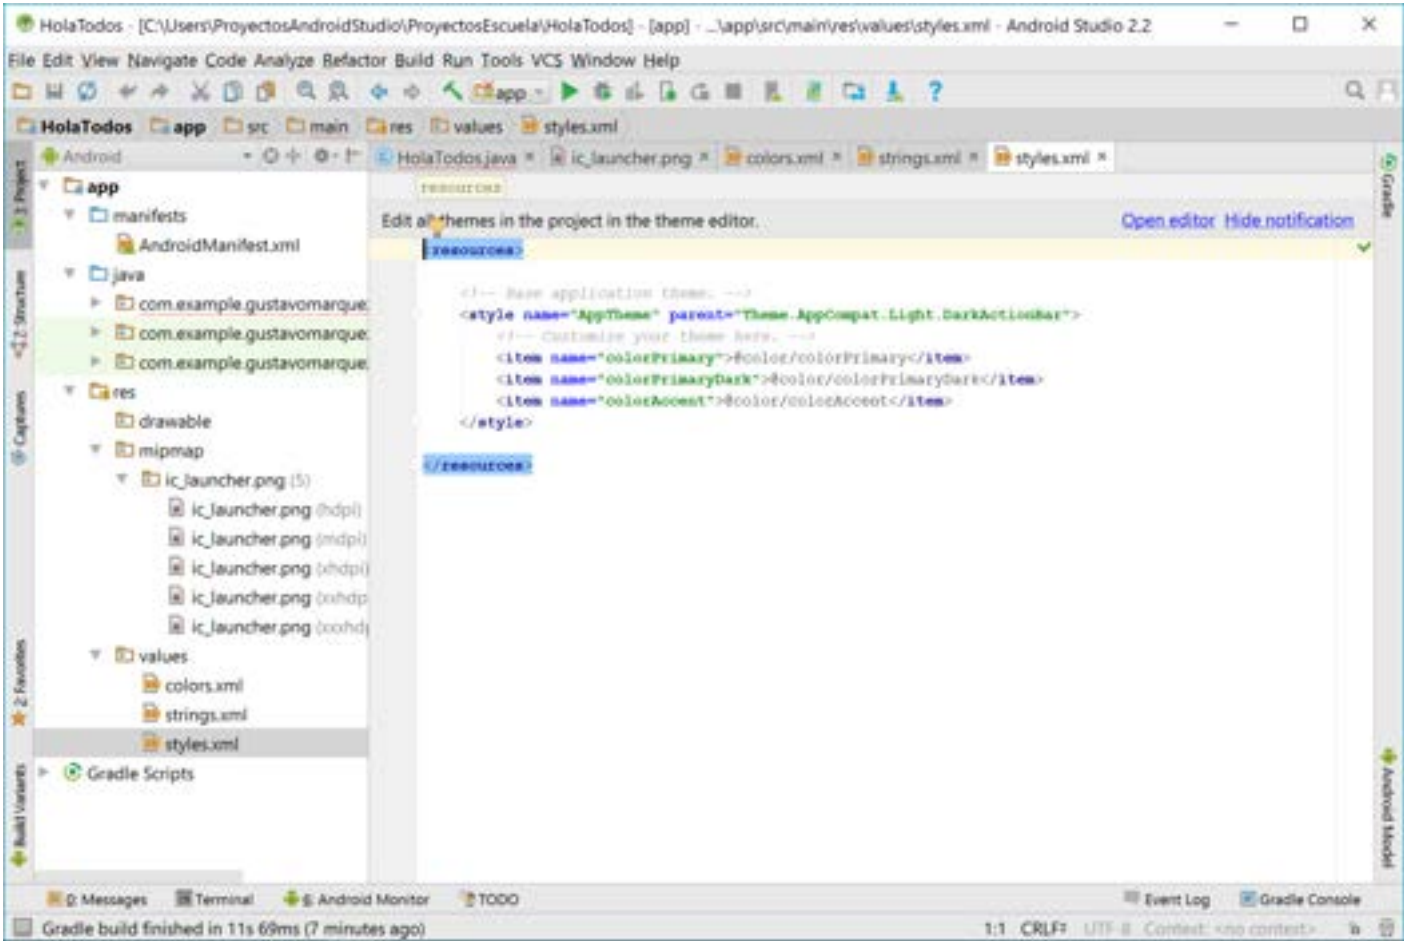 HolaTodos - [C:\Users\ProyectosAndroidStudio\ProyectosEscuela\HolaTodos] - [app] - ...\app\src\main\res\values\styles.xml - Android Studio 2.2
File Edit View Navigate Code Analyze Refactor Build Run Tools VCS Window Help
app
HolaTodos app src main res values styles.xml
Android
HolaTodos.java ic_launcher.png colors.xml strings.xml styles.xml
1: Project
2: Structure
Captures
2: Favorites
Build Variants
app
manifests
AndroidManifest.xml
java
com.example.gustavomarque
com.example.gustavomarque
com.example.gustavomarque
res
drawable
mipmap
ic_launcher.png (5)
ic_launcher.png (hdpi)
ic_launcher.png (mdpi)
ic_launcher.png (xhdpi)
ic_launcher.png (xxhdp
ic_launcher.png (xxxhdp
values
colors.xml
strings.xml
styles.xml
Gradle Scripts
resources
Edit all themes in the project in the theme editor. Open editor Hide notification
<resources>
<!-- Base application theme. -->
<style name="AppTheme" parent="Theme.AppCompat.Light.DarkActionBar">
<!-- Customize your theme here. -->
<item name="colorPrimary">@color/colorPrimary</item>
<item name="colorPrimaryDark">@color/colorPrimaryDark</item>
<item name="colorAccent">@color/colorAccent</item>
</style>
</resources>
Gradle
Android Model
0: Messages Terminal 6: Android Monitor TODO Event Log Gradle Console
Gradle build finished in 11s 69ms (7 minutes ago) 1:1 CRLF UTF-8 Context: <no context>